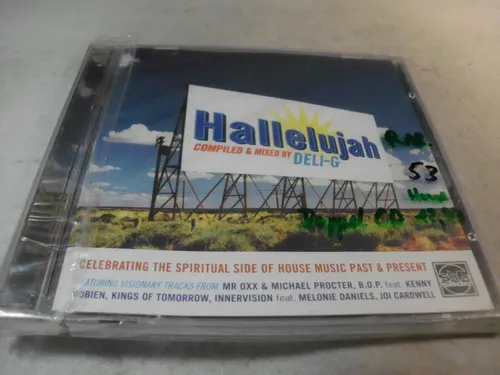 Hallelujah
COMPILED & MIXED BY DELI-G
53
House
CELEBRATING THE SPIRITUAL SIDE OF HOUSE MUSIC PAST & PRESENT
FEATURING VISIONARY TRACKS FROM MR OXX & MICHAEL PROCTER, B.O.P. feat. KENNY
BOBIEN, KINGS OF TOMORROW, INNERVISION feat. MELONIE DANIELS, JOI CARDWELL